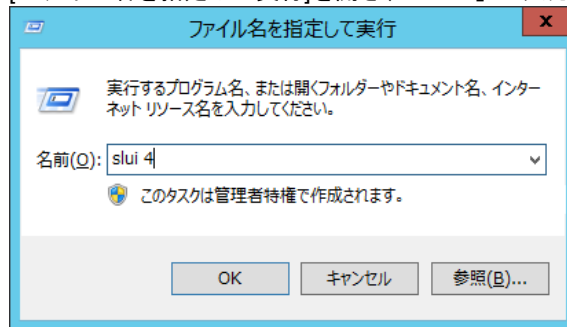 ファイル名を指定して実行
x
実行するプログラム名、または開くフォルダーやドキュメント名、インター
ネット リソース名を入力してください。
名前(O): slui 4
このタスクは管理者特権で作成されます。
OK キャンセル 参照(B)...